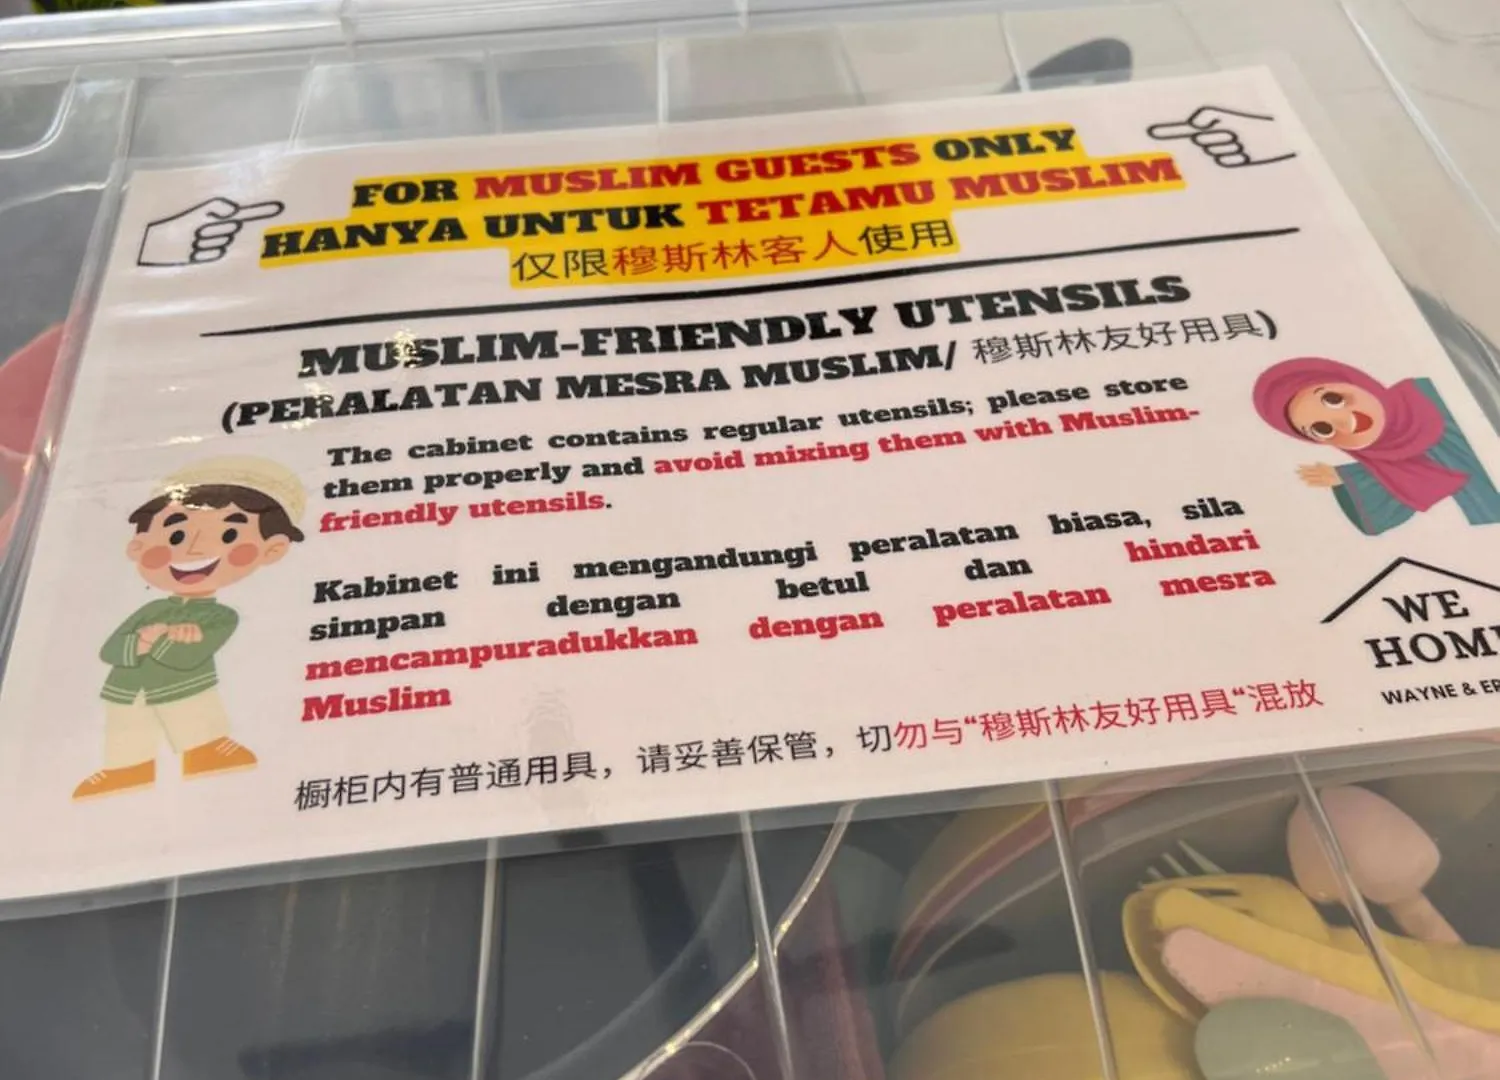 FOR MUSLIM GUESTS ONLY
HANYA UNTUK TETAMU MUSLIM
仅限穆斯林客人使用
MUSLIM-FRIENDLY UTENSILS
(PERALATAN MESRA MUSLIM/ 穆斯林友好用具)
The cabinet contains regular utensils; please store
them properly and avoid mixing them with Muslim-
friendly utensils.
Kabinet ini mengandungi peralatan biasa, sila
simpan dengan betul dan hindari
mencampuradukkan dengan peralatan mesra
Muslim
橱柜内有普通用具，请妥善保管，切勿与“穆斯林友好用具“混放
WE
HOM
WAYNE & ER